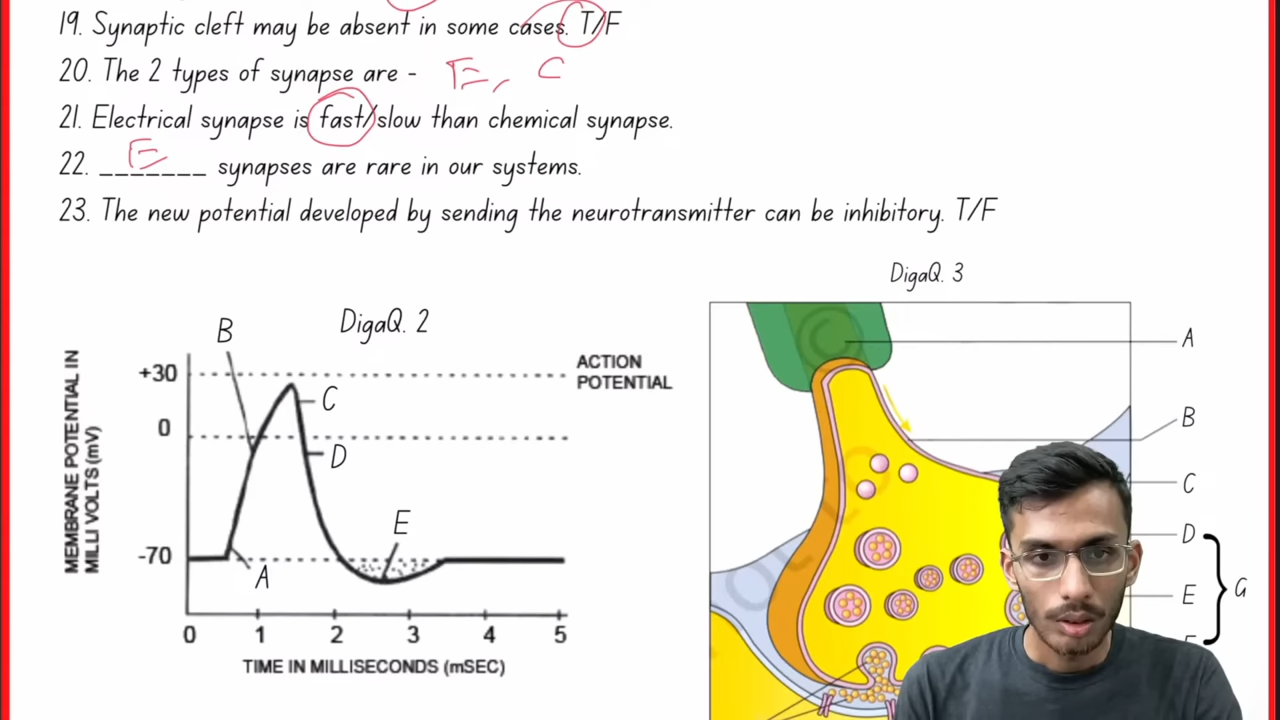 19. Synaptic cleft may be absent in some cases. T/F
20. The 2 types of synapse are - E, C
21. Electrical synapse is fast/slow than chemical synapse.
E
22. _______ synapses are rare in our systems.
23. The new potential developed by sending the neurotransmitter can be inhibitory. T/F
DigaQ. 2
B
+30
ACTION
POTENTIAL
C
0
D
MEMBRANE POTENTIAL IN
MILLI VOLTS (mV)
E
-70
A
0 1 2 3 4 5
TIME IN MILLISECONDS (mSEC)
DigaQ. 3
A
B
C
D
E
G